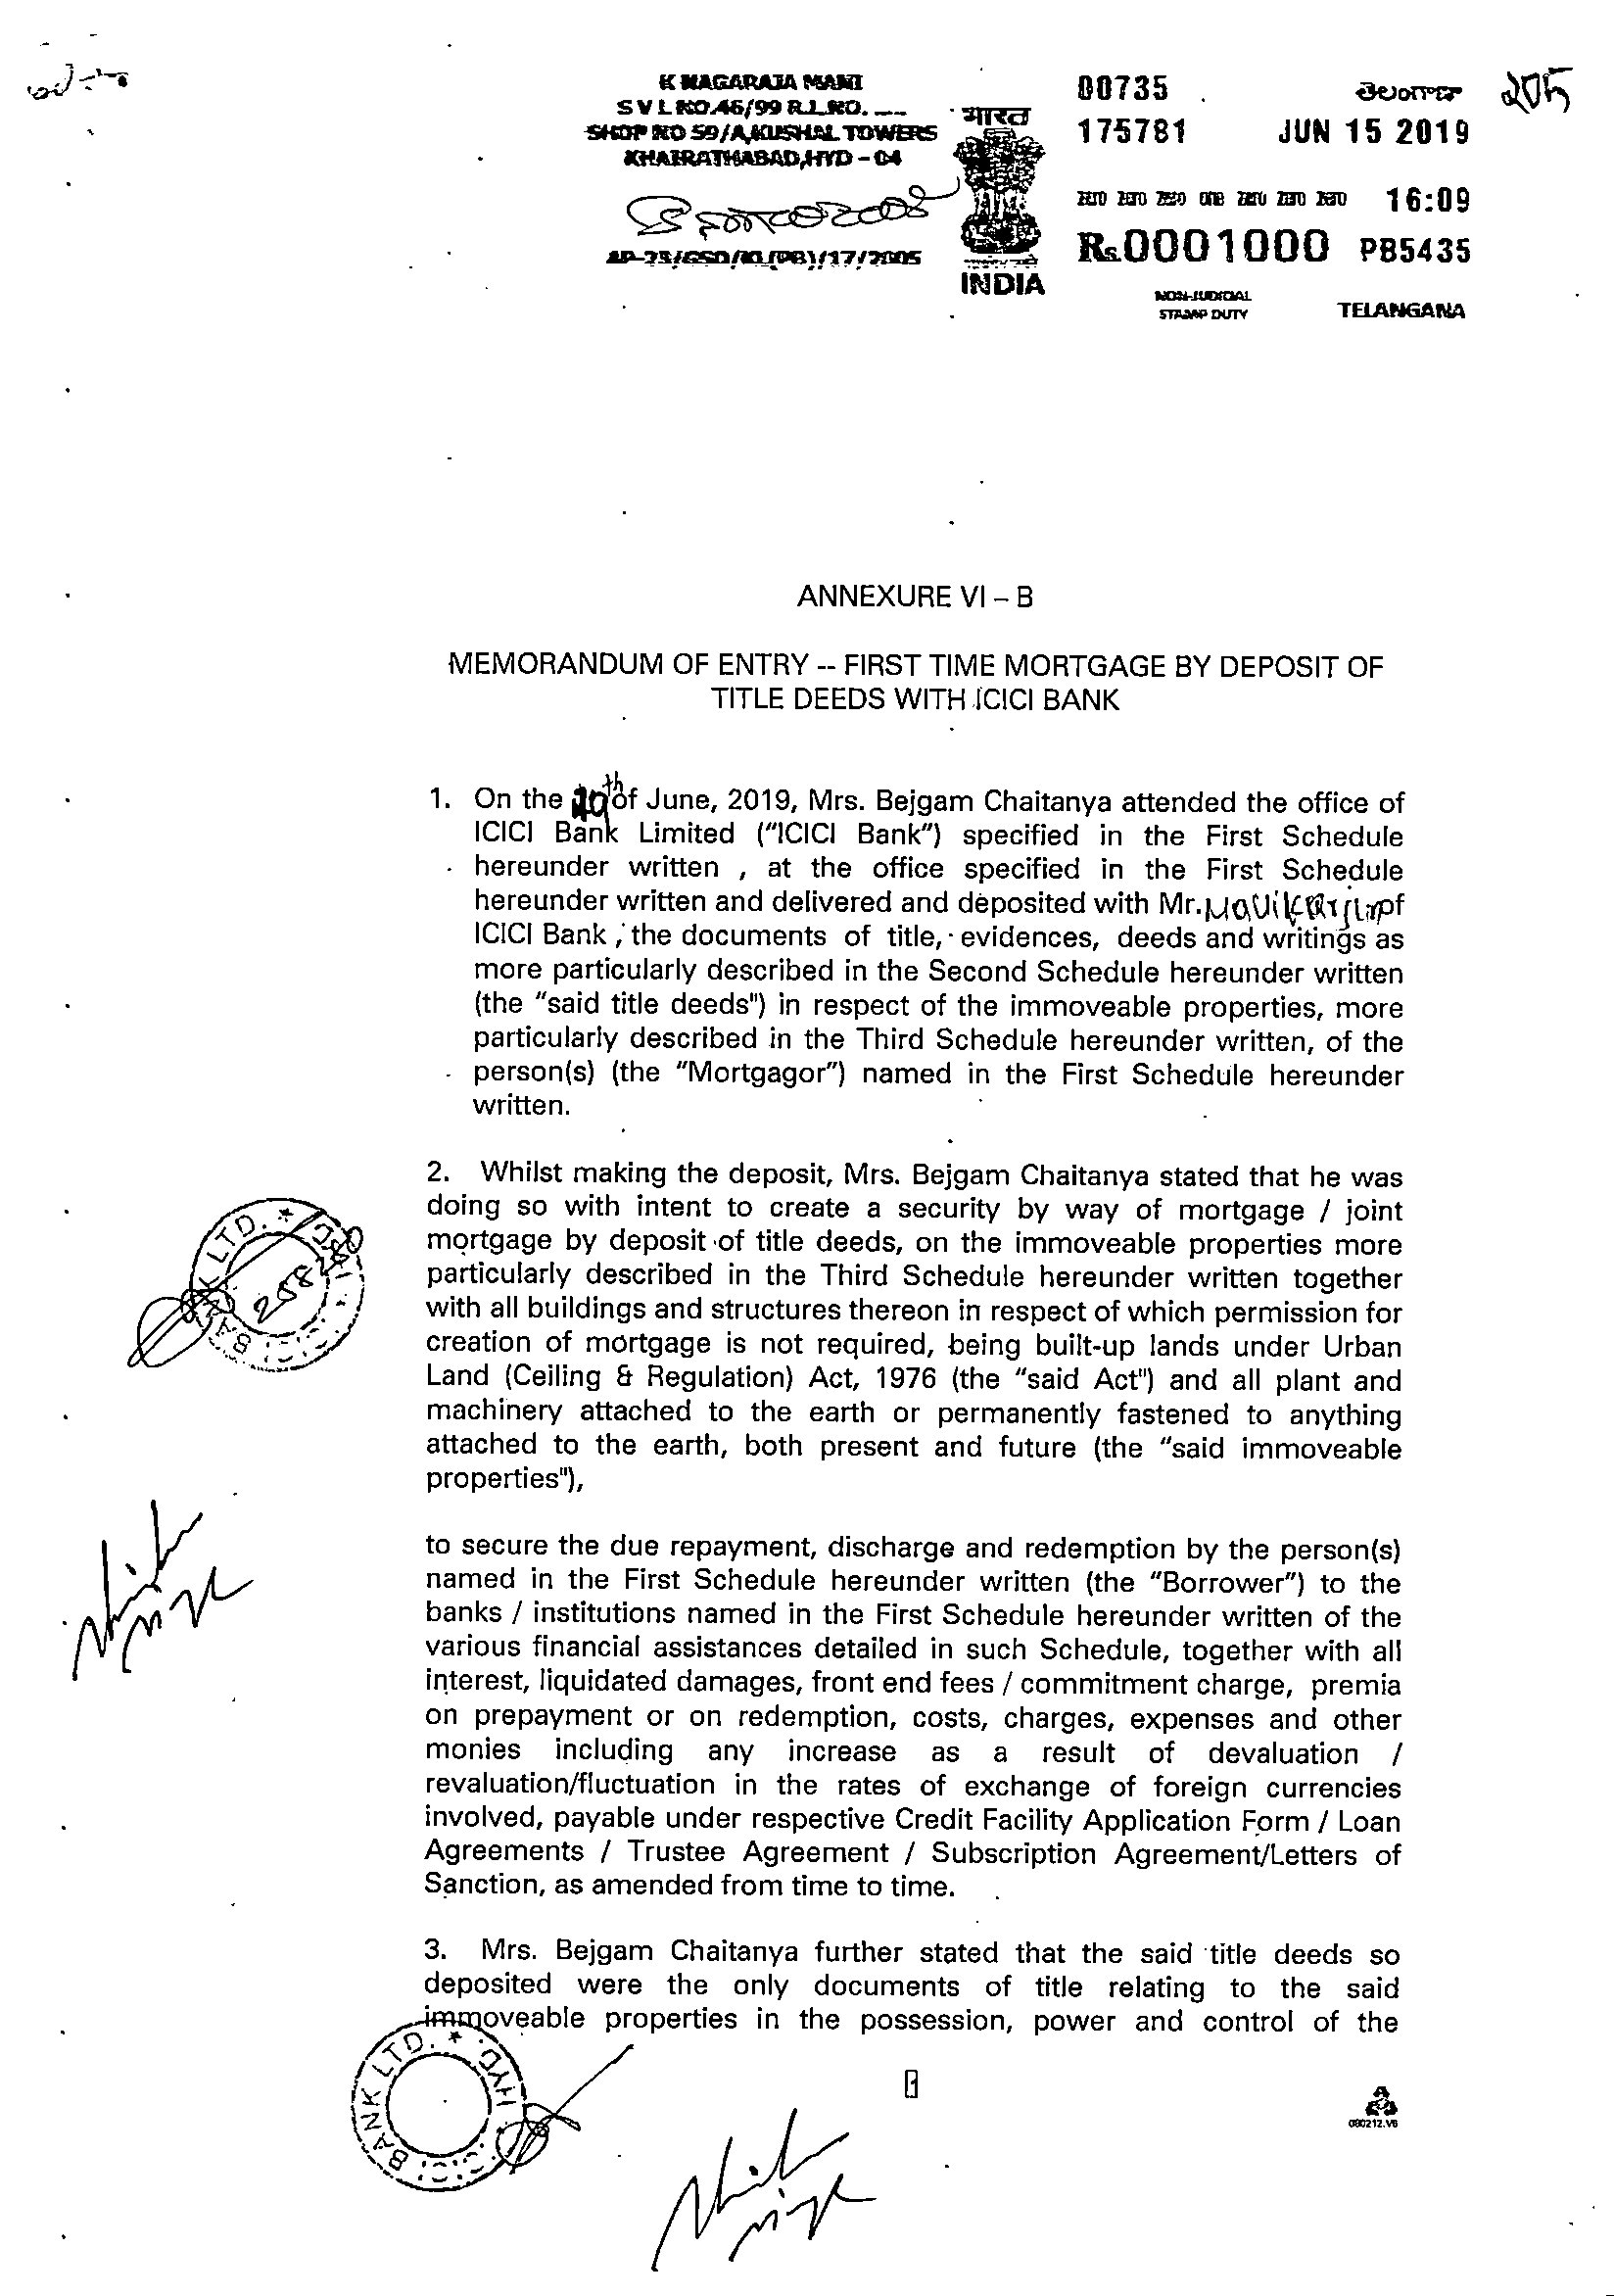 K NAGARAJA MANI
S V L NO.46/99 R.L.NO. ---
SHOP NO 59/A,KUSHAL TOWERS
KHAIRATHABAD,HYD - 04
AP-23/GSO/KL(PB)/17/2005
भारत
INDIA
00735 తెలంగాణ 205
175781 JUN 15 2019
16:09
Rs.0001000 PB5435
NON-JUDICIAL
STAMP DUTY TELANGANA
ANNEXURE VI – B
MEMORANDUM OF ENTRY -- FIRST TIME MORTGAGE BY DEPOSIT OF
TITLE DEEDS WITH ICICI BANK
1. On the th of June, 2019, Mrs. Bejgam Chaitanya attended the office of
ICICI Bank Limited (“ICICI Bank”) specified in the First Schedule
hereunder written , at the office specified in the First Schedule
hereunder written and delivered and deposited with Mr. of
ICICI Bank , the documents of title, evidences, deeds and writings as
more particularly described in the Second Schedule hereunder written
(the “said title deeds") in respect of the immoveable properties, more
particularly described in the Third Schedule hereunder written, of the
person(s) (the “Mortgagor”) named in the First Schedule hereunder
written.
2. Whilst making the deposit, Mrs. Bejgam Chaitanya stated that he was
doing so with intent to create a security by way of mortgage / joint
mortgage by deposit of title deeds, on the immoveable properties more
particularly described in the Third Schedule hereunder written together
with all buildings and structures thereon in respect of which permission for
creation of mortgage is not required, being built-up lands under Urban
Land (Ceiling & Regulation) Act, 1976 (the “said Act") and all plant and
machinery attached to the earth or permanently fastened to anything
attached to the earth, both present and future (the “said immoveable
properties"),
to secure the due repayment, discharge and redemption by the person(s)
named in the First Schedule hereunder written (the “Borrower”) to the
banks / institutions named in the First Schedule hereunder written of the
various financial assistances detailed in such Schedule, together with all
interest, liquidated damages, front end fees / commitment charge, premia
on prepayment or on redemption, costs, charges, expenses and other
monies including any increase as a result of devaluation /
revaluation/fluctuation in the rates of exchange of foreign currencies
involved, payable under respective Credit Facility Application Form / Loan
Agreements / Trustee Agreement / Subscription Agreement/Letters of
Sanction, as amended from time to time.
3. Mrs. Bejgam Chaitanya further stated that the said title deeds so
deposited were the only documents of title relating to the said
immoveable properties in the possession, power and control of the
BANK LTD. * HYD.
1
080212.V6